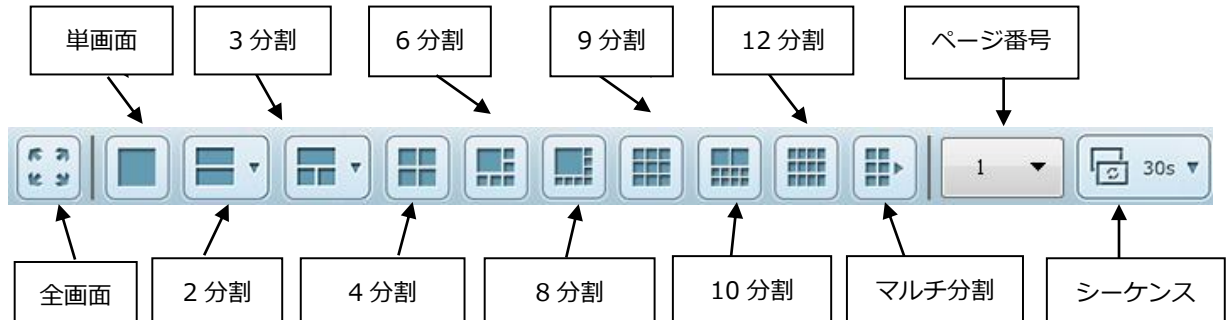 単画面
3 分割
6 分割
9 分割
12 分割
ページ番号
1
30s
全画面
2 分割
4 分割
8 分割
10 分割
マルチ分割
シーケンス